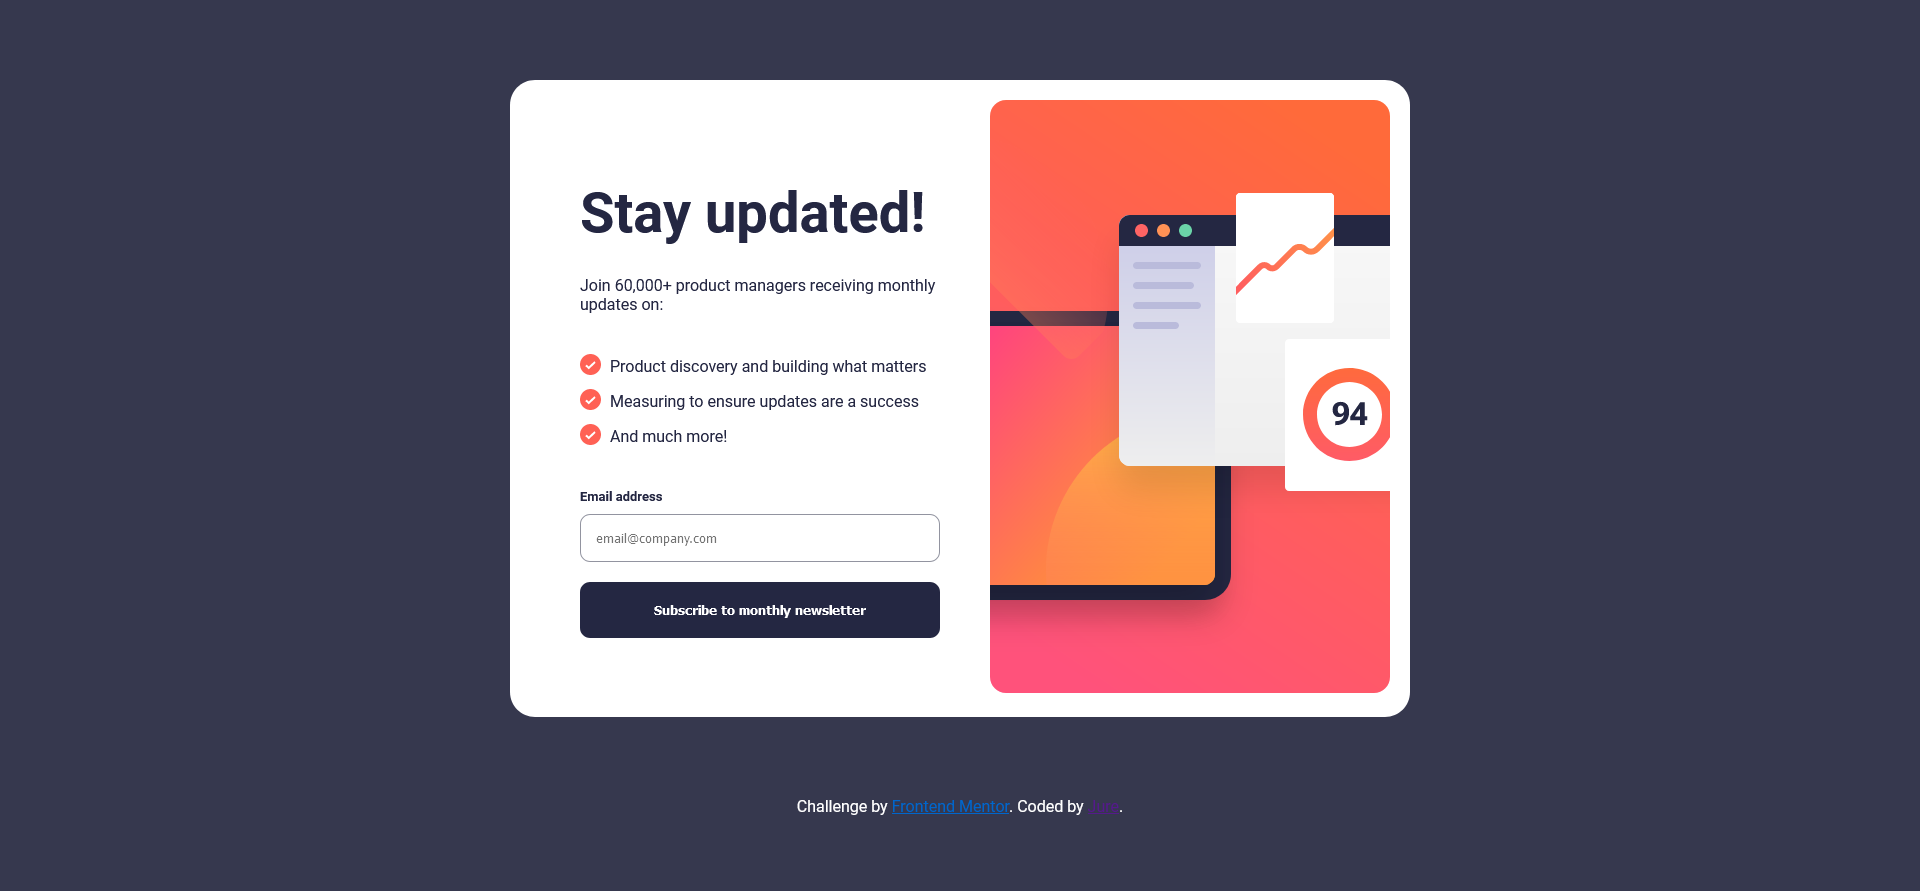 Stay updated!
Join 60,000+ product managers receiving monthly
updates on:
Product discovery and building what matters
Measuring to ensure updates are a success
And much more!
Email address
email@company.com
Subscribe to monthly newsletter
94
Challenge by Frontend Mentor. Coded by .